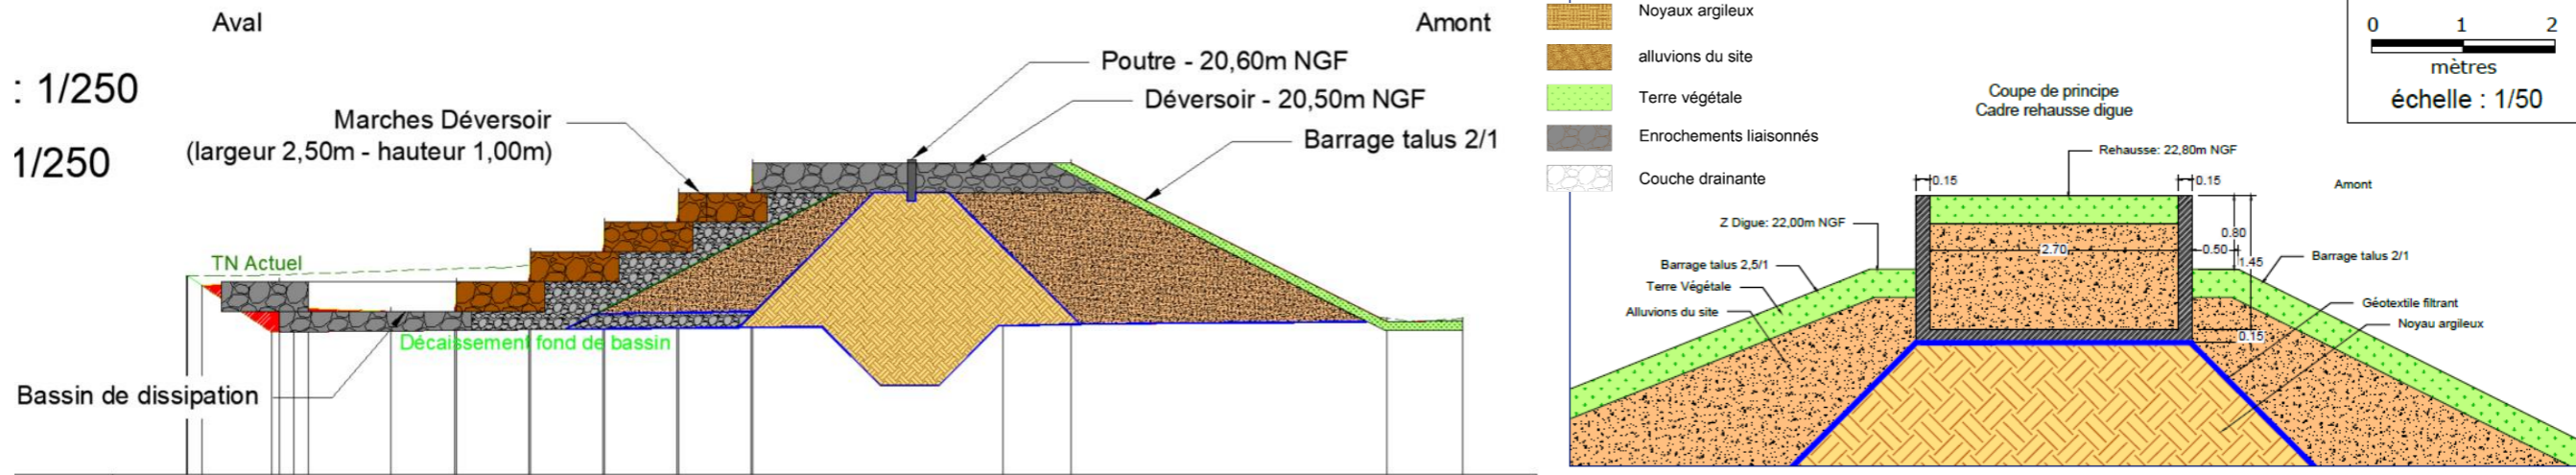 Aval
Amont
: 1/250
1/250
Poutre - 20,60m NGF
Déversoir - 20,50m NGF
Marches Déversoir
(largeur 2,50m - hauteur 1,00m)
Barrage talus 2/1
TN Actuel
Décaissement fond de bassin
Bassin de dissipation
Noyaux argileux
alluvions du site
Terre végétale
Enrochements liaisonnés
Couche drainante
0 1 2
mètres
échelle : 1/50
Coupe de principe
Cadre rehausse digue
Rehausse: 22,80m NGF
0.15
0.15
Amont
Z Digue: 22,00m NGF
0.80
2.70
0.50
1.45
Barrage talus 2,5/1
Barrage talus 2/1
Terre Végétale
Alluvions du site
Géotextile filtrant
Noyau argileux
0.15